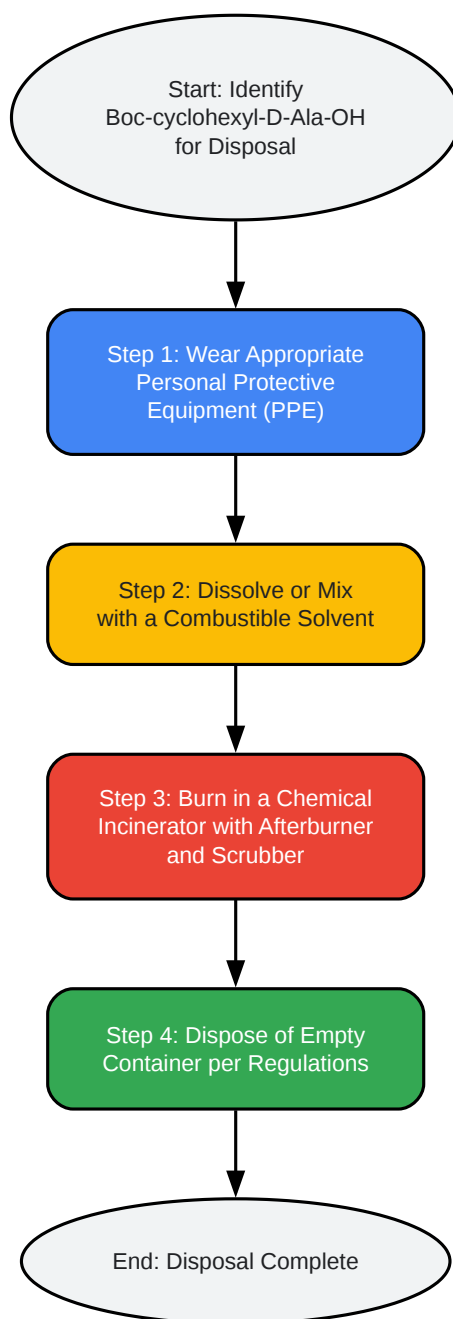 Start: Identify
Boc-cyclohexyl-D-Ala-OH
for Disposal
Step 1: Wear Appropriate
Personal Protective
Equipment (PPE)
Step 2: Dissolve or Mix
with a Combustible Solvent
Step 3: Burn in a Chemical
Incinerator with Afterburner
and Scrubber
Step 4: Dispose of Empty
Container per Regulations
End: Disposal Complete